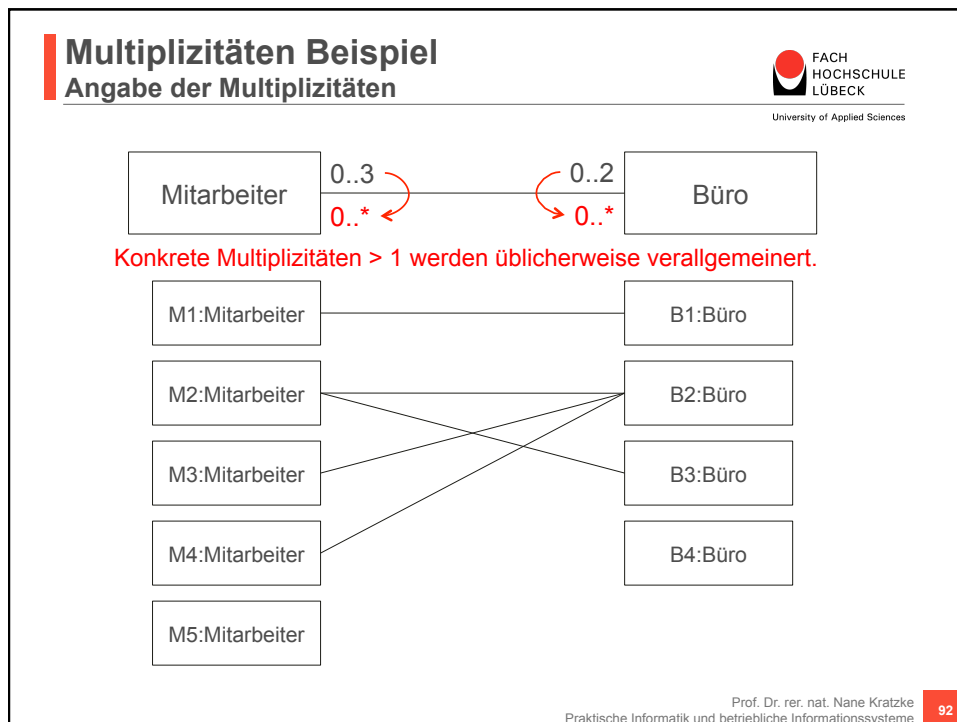 Multiplizitäten Beispiel
Angabe der Multiplizitäten
FACH
HOCHSCHULE
LÜBECK
University of Applied Sciences
Mitarbeiter
0..3
0..*
0..2
0..*
Büro
Konkrete Multiplizitäten > 1 werden üblicherweise verallgemeinert.
M1:Mitarbeiter
B1:Büro
M2:Mitarbeiter
B2:Büro
M3:Mitarbeiter
B3:Büro
M4:Mitarbeiter
B4:Büro
M5:Mitarbeiter
Prof. Dr. rer. nat. Nane Kratzke
Praktische Informatik und betriebliche Informationssysteme
92